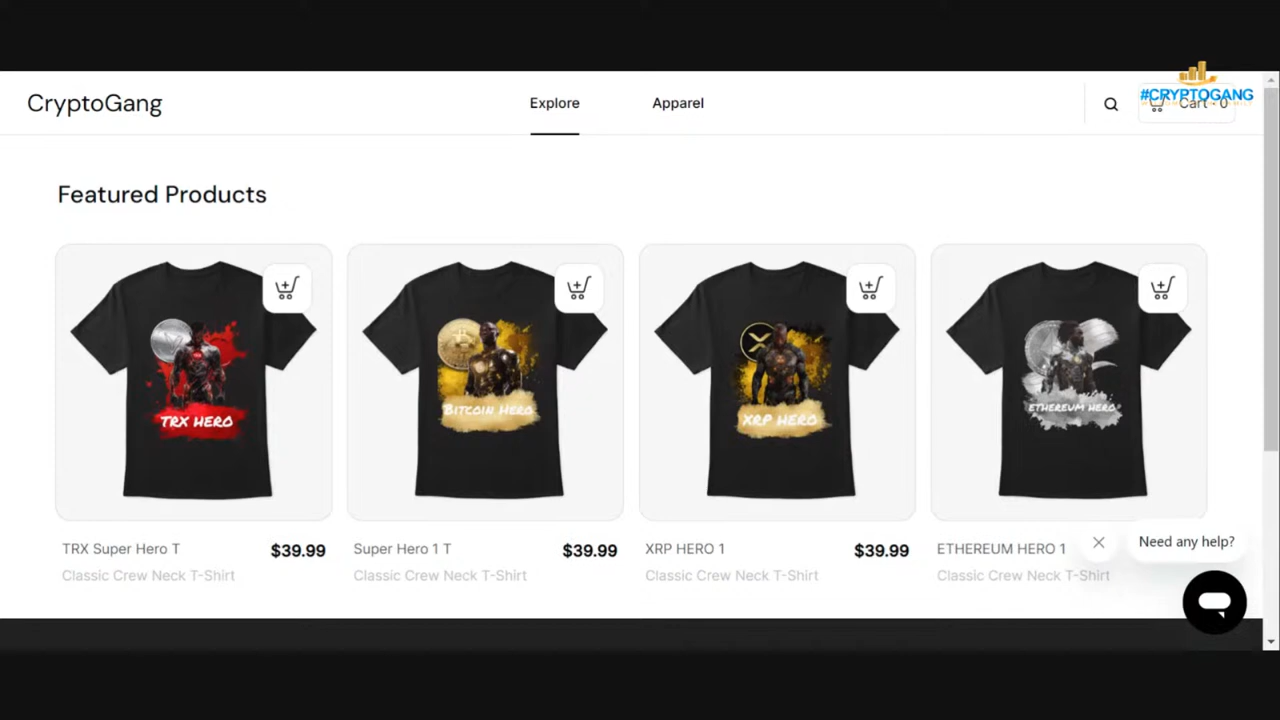 CryptoGang
Explore
Apparel
#CRYPTOGANG
Cart · 0
Featured Products
TRX HERO
BITCOIN HERO
XRP HERO
ETHEREUM HERO
TRX Super Hero T
$39.99
Classic Crew Neck T-Shirt
Super Hero 1 T
$39.99
Classic Crew Neck T-Shirt
XRP HERO 1
$39.99
Classic Crew Neck T-Shirt
ETHEREUM HERO 1
Classic Crew Neck T-Shirt
Need any help?